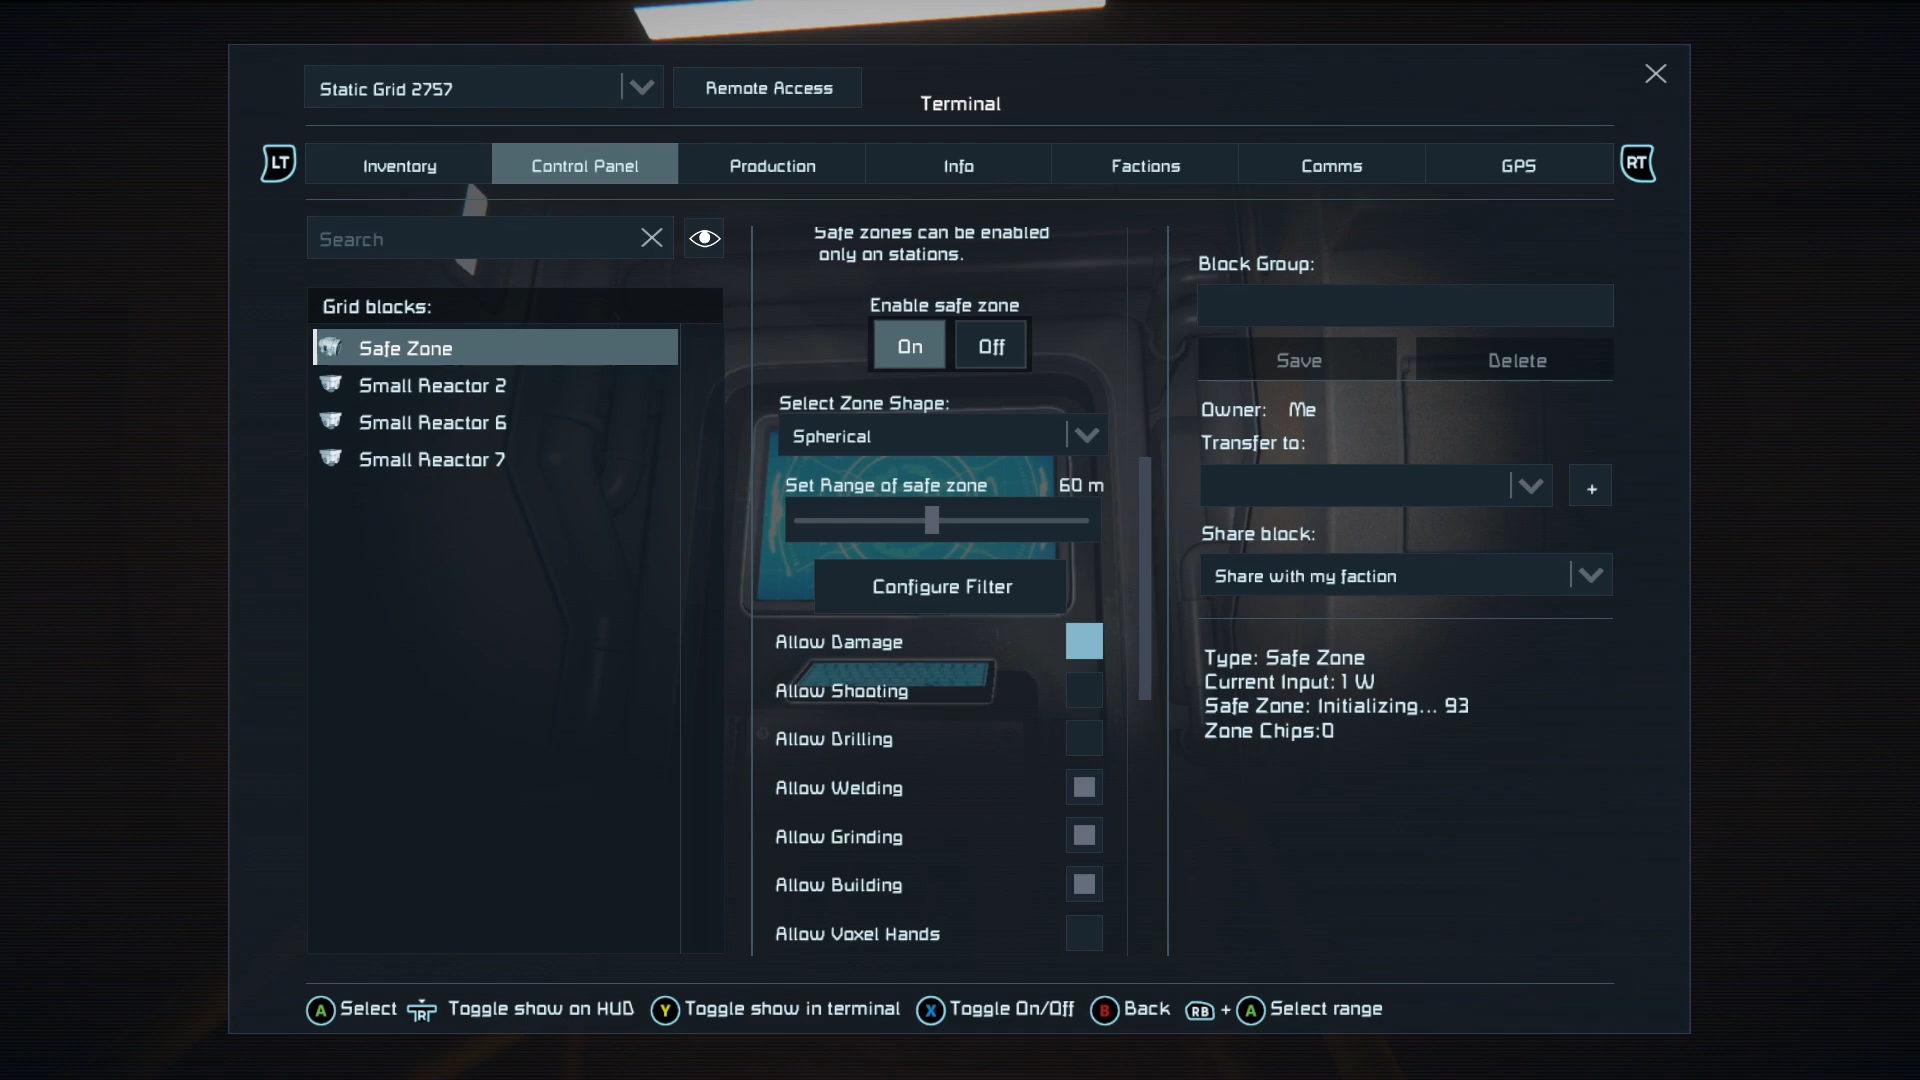 Static Grid 2757
Remote Access
Terminal
LT
Inventory
Control Panel
Production
Info
Factions
Comms
GPS
RT
Search
Grid blocks:
Safe Zone
Small Reactor 2
Small Reactor 6
Small Reactor 7
Safe zones can be enabled
only on stations.
Enable safe zone
On
Off
Select Zone Shape:
Spherical
Set Range of safe zone
60 m
Configure Filter
Allow Damage
Allow Shooting
Allow Drilling
Allow Welding
Allow Grinding
Allow Building
Allow Voxel Hands
Block Group:
Save
Delete
Owner: Me
Transfer to:
+
Share block:
Share with my faction
Type: Safe Zone
Current Input: 1 W
Safe Zone: Initializing... 93
Zone Chips:0
A Select R Toggle show on HUD Y Toggle show in terminal X Toggle On/Off B Back RB + A Select range